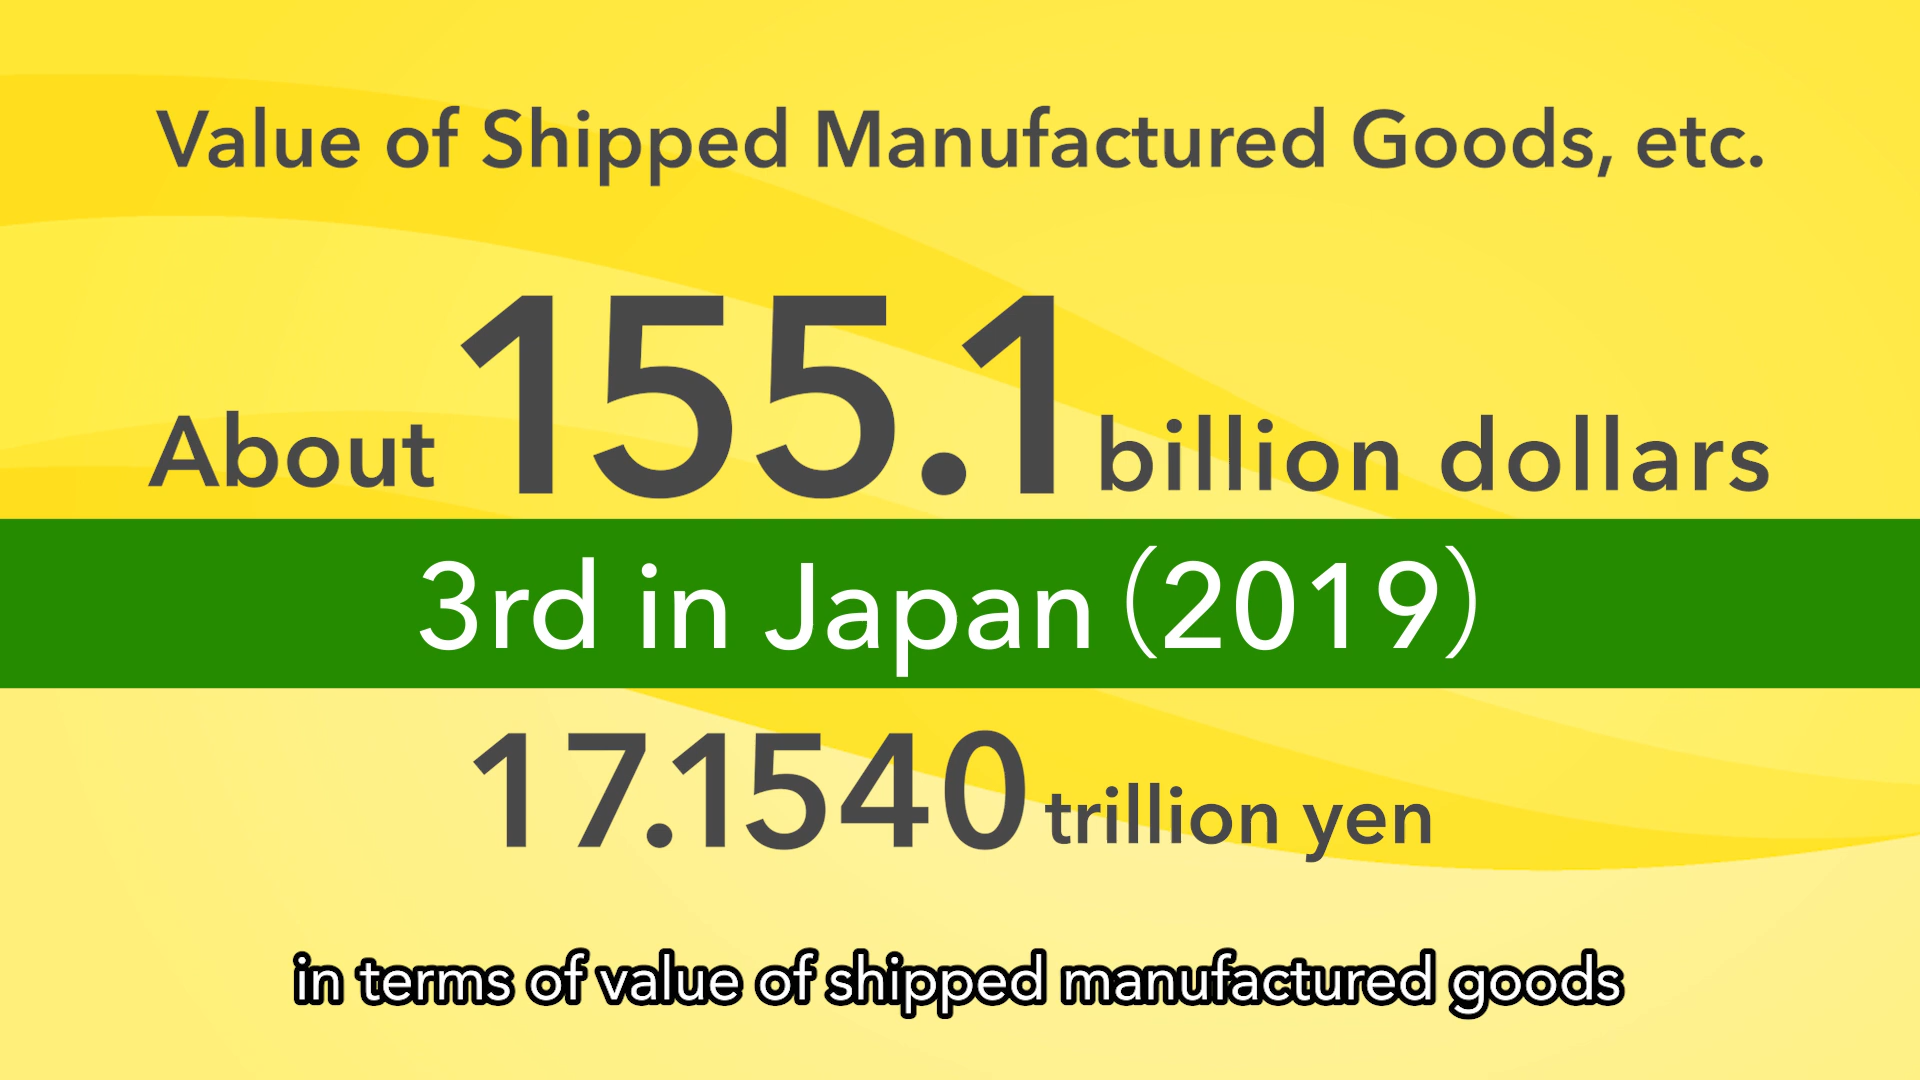 Value of Shipped Manufactured Goods, etc.
About 155.1 billion dollars
3rd in Japan (2019)
17.1540 trillion yen
in terms of value of shipped manufactured goods